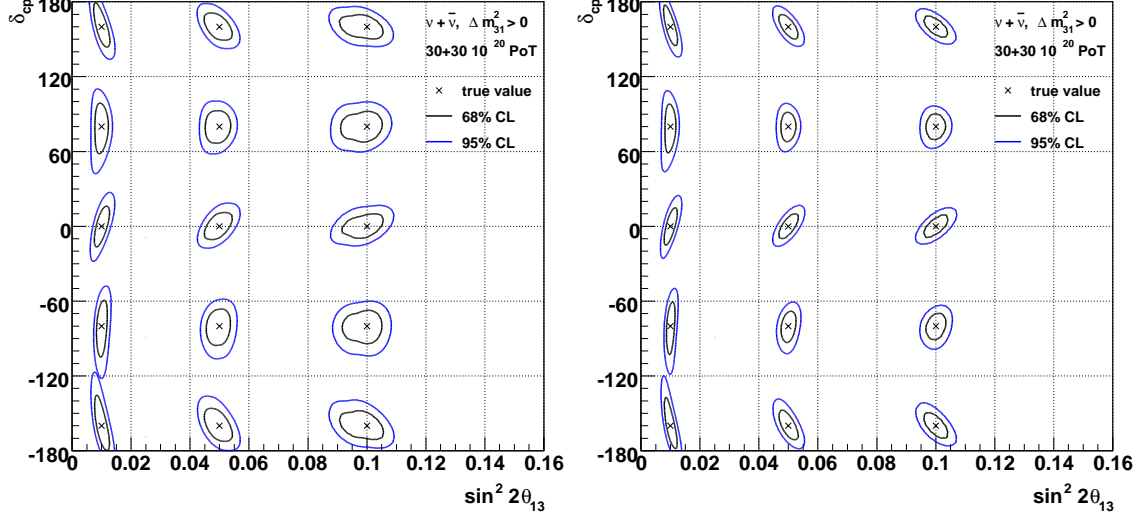 δcp
180
120
60
0
-60
-120
-180
0 0.02 0.04 0.06 0.08 0.1 0.12 0.14 0.16
sin² 2θ₁₃
ν + ν̄, Δ m²₃₁ > 0
30+30 10 ²⁰ PoT
true value
68% CL
95% CL
δcp
180
120
60
0
-60
-120
-180
0 0.02 0.04 0.06 0.08 0.1 0.12 0.14 0.16
sin² 2θ₁₃
ν + ν̄, Δ m²₃₁ > 0
30+30 10 ²⁰ PoT
true value
68% CL
95% CL